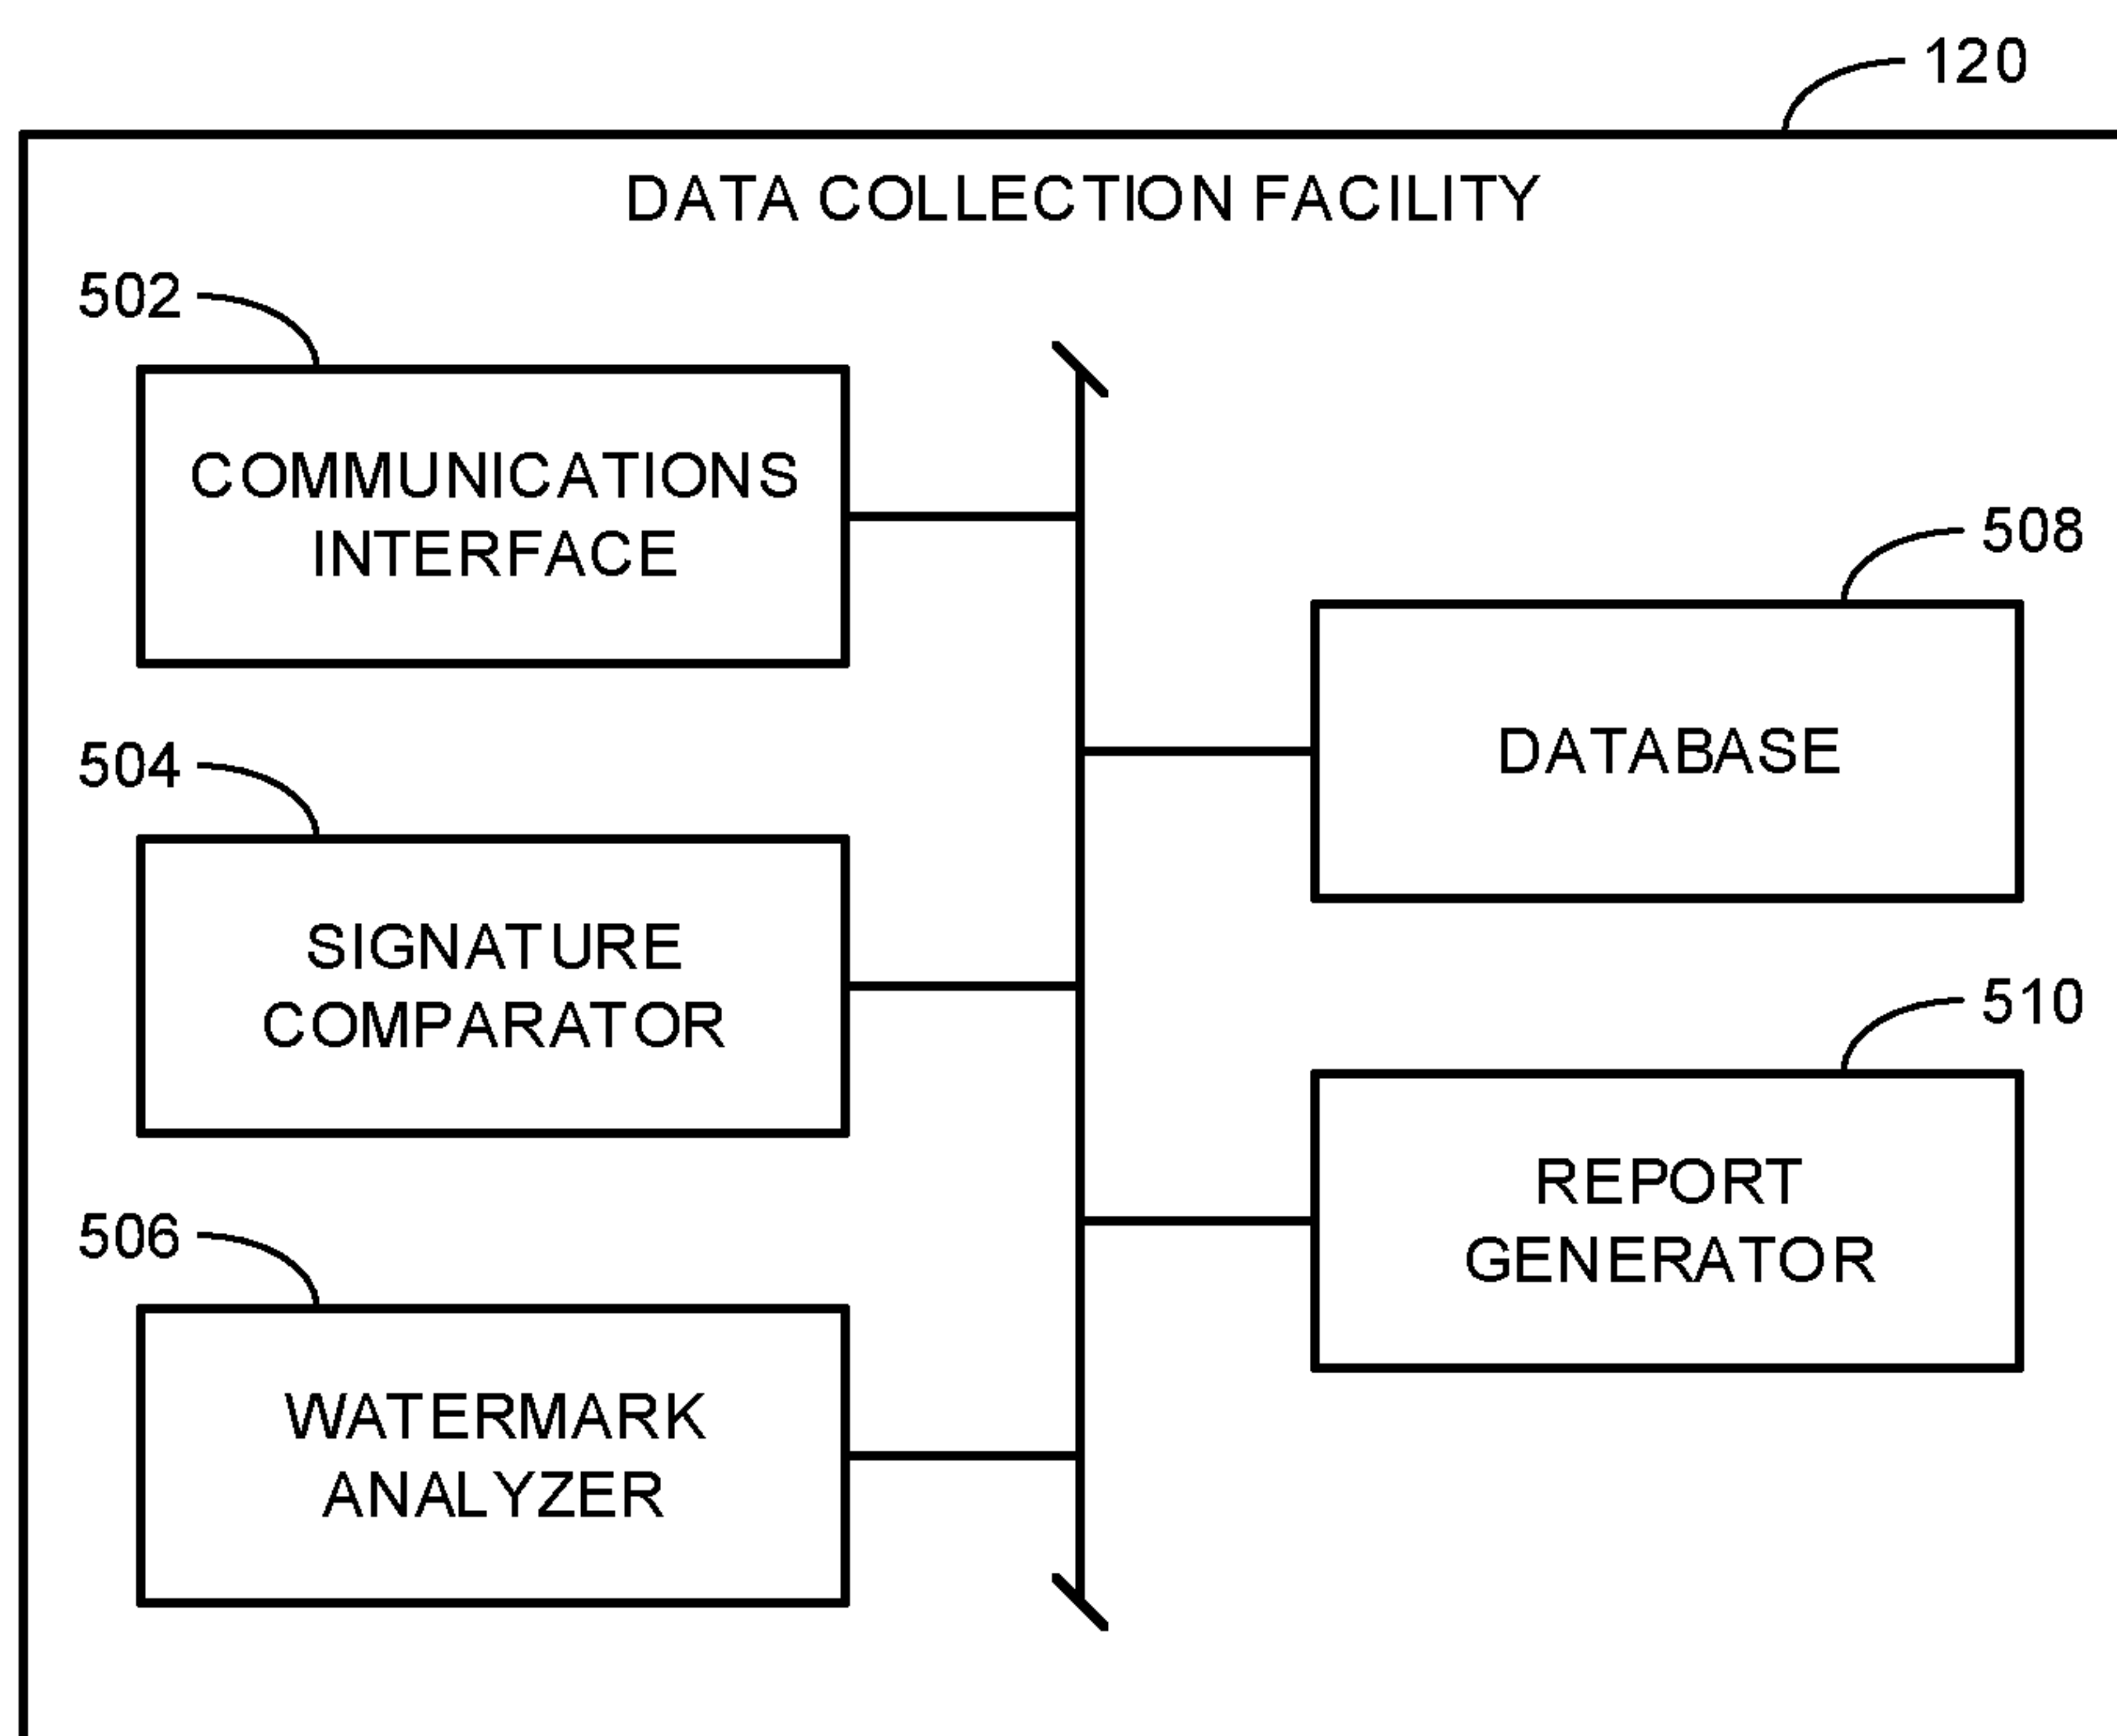 120
DATA COLLECTION FACILITY
502
COMMUNICATIONS
INTERFACE
508
DATABASE
504
SIGNATURE
COMPARATOR
510
REPORT
GENERATOR
506
WATERMARK
ANALYZER